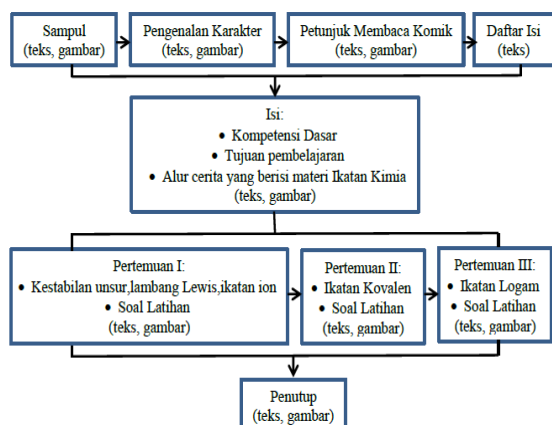 Sampul
(teks, gambar)
Pengenalan Karakter
(teks, gambar)
Petunjuk Membaca Komik
(teks, gambar)
Daftar Isi
(teks)
Isi:
• Kompetensi Dasar
• Tujuan pembelajaran
• Alur cerita yang berisi materi Ikatan Kimia
(teks, gambar)
Pertemuan I:
• Kestabilan unsur,lambang Lewis,ikatan ion
• Soal Latihan
(teks, gambar)
Pertemuan II:
• Ikatan Kovalen
• Soal Latihan
(teks, gambar)
Pertemuan III:
• Ikatan Logam
• Soal Latihan
(teks, gambar)
Penutup
(teks, gambar)